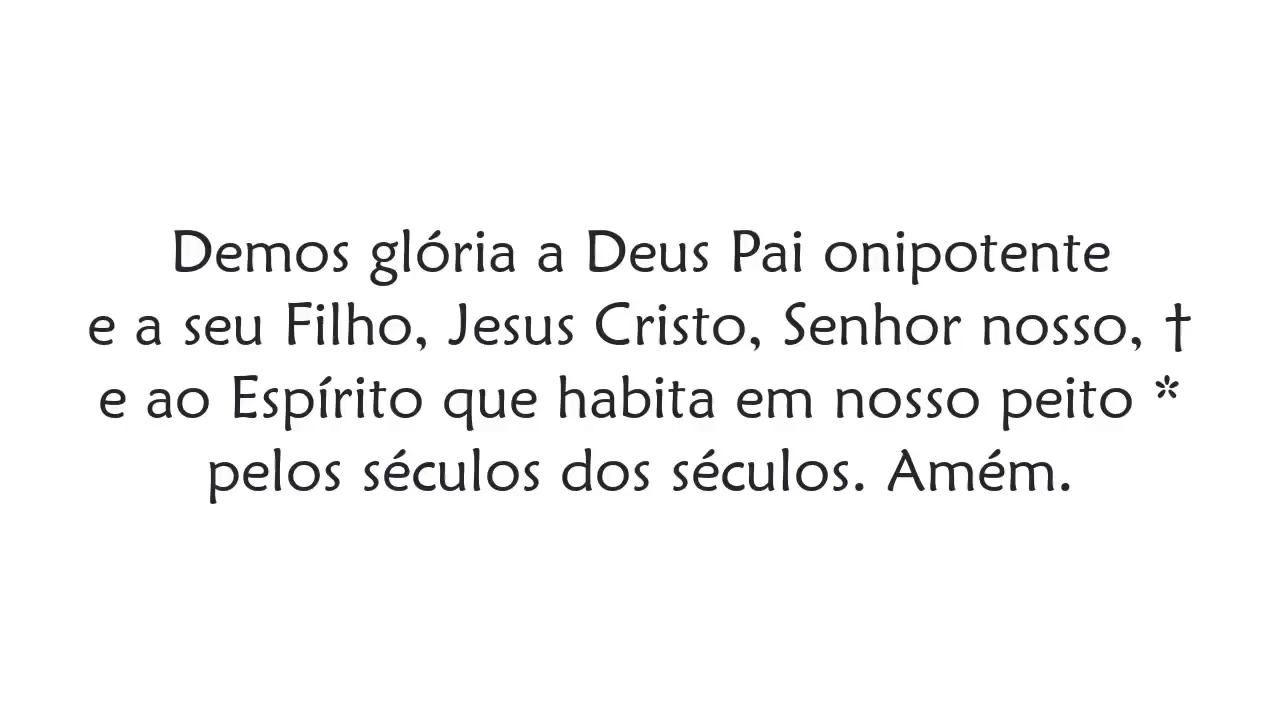 Demos glória a Deus Pai onipotente
e a seu Filho, Jesus Cristo, Senhor nosso, †
e ao Espírito que habita em nosso peito *
pelos séculos dos séculos. Amém.